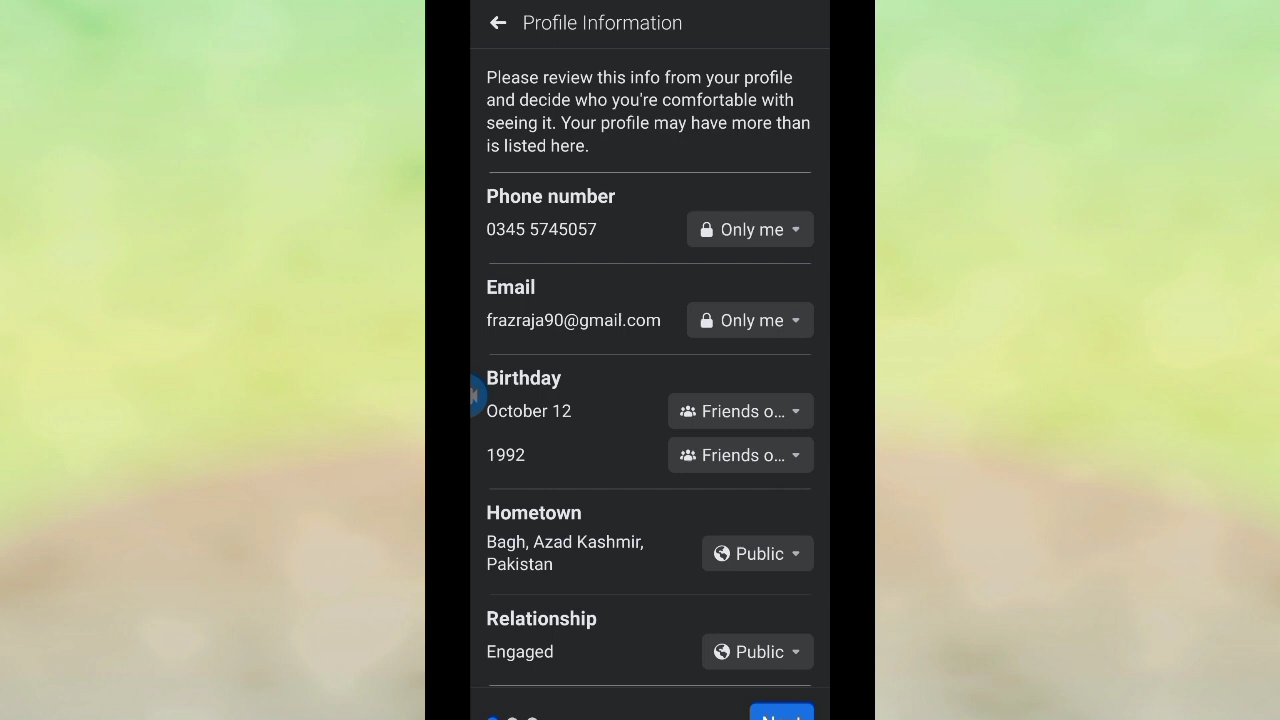 Profile Information
Please review this info from your profile
and decide who you're comfortable with
seeing it. Your profile may have more than
is listed here.
Phone number
0345 5745057
Only me
Email
frazraja90@gmail.com
Only me
Birthday
October 12
Friends o...
1992
Friends o...
Hometown
Bagh, Azad Kashmir,
Pakistan
Public
Relationship
Engaged
Public
Next